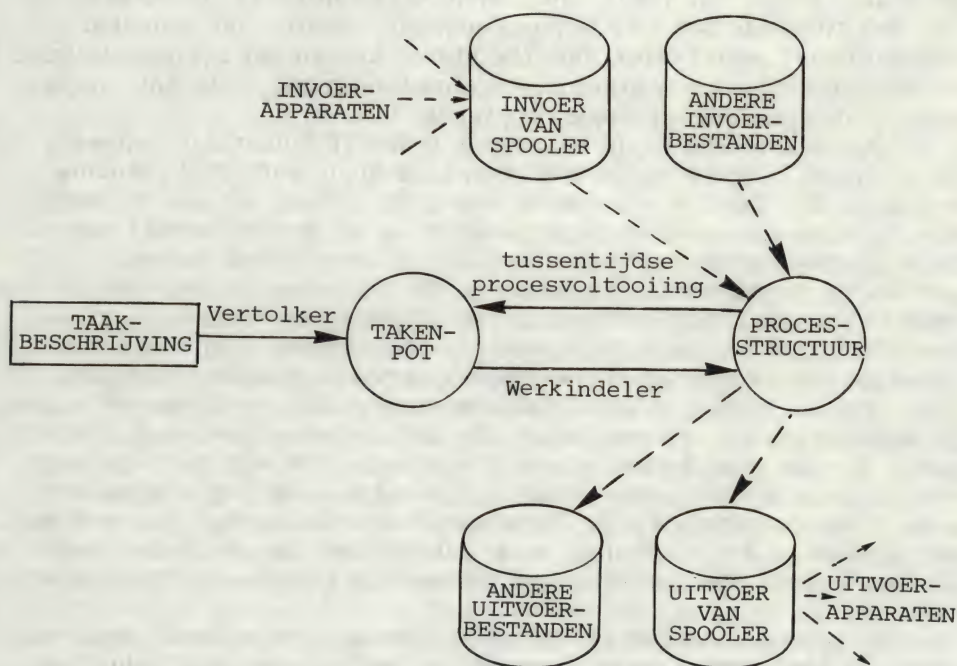 INVOER-
APPARATEN
INVOER
VAN
SPOOLER
ANDERE
INVOER-
BESTANDEN
tussentijdse
procesvoltooiing
TAAK-
BESCHRIJVING
Vertolker
TAKEN-
POT
PROCES-
STRUCTUUR
Werkindeler
ANDERE
UITVOER-
BESTANDEN
UITVOER
VAN
SPOOLER
UITVOER-
APPARATEN